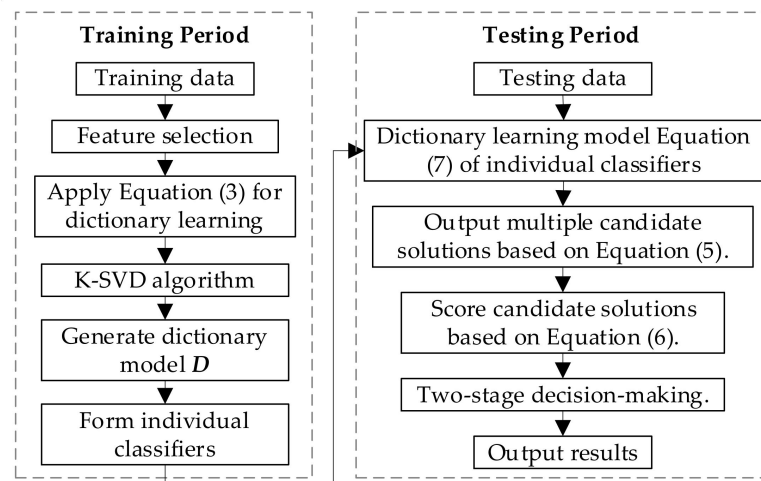 Training Period
Training data
Feature selection
Apply Equation (3) for
dictionary learning
K-SVD algorithm
Generate dictionary
model D
Form individual
classifiers
Testing Period
Testing data
Dictionary learning model Equation
(7) of individual classifiers
Output multiple candidate
solutions based on Equation (5).
Score candidate solutions
based on Equation (6).
Two-stage decision-making.
Output results